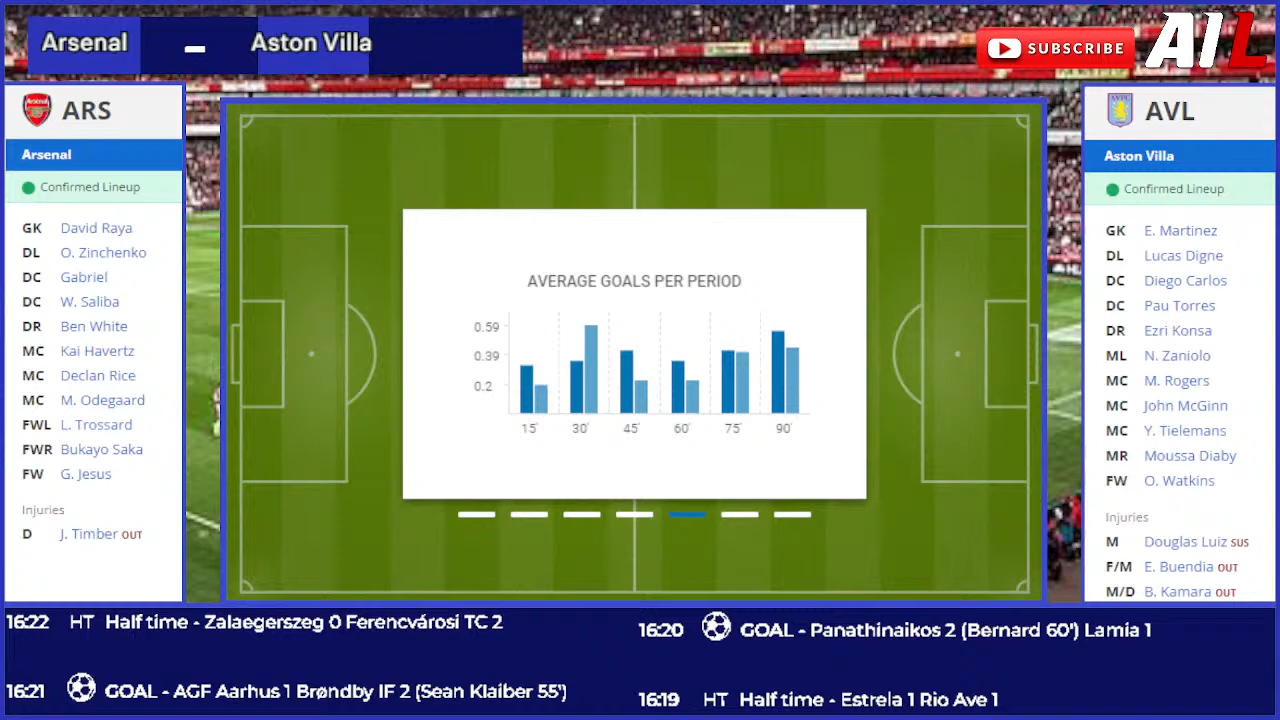 Arsenal - Aston Villa
SUBSCRIBE
AIL
ARS
Arsenal
Confirmed Lineup
GK David Raya
DL O. Zinchenko
DC Gabriel
DC W. Saliba
DR Ben White
MC Kai Havertz
MC Declan Rice
MC M. Odegaard
FWL L. Trossard
FWR Bukayo Saka
FW G. Jesus
Injuries
D J. Timber OUT
AVERAGE GOALS PER PERIOD
0.59
0.39
0.2
15' 30' 45' 60' 75' 90'
AVL
Aston Villa
Confirmed Lineup
GK E. Martinez
DL Lucas Digne
DC Diego Carlos
DC Pau Torres
DR Ezri Konsa
ML N. Zaniolo
MC M. Rogers
MC John McGinn
MC Y. Tielemans
MR Moussa Diaby
FW O. Watkins
Injuries
M Douglas Luiz SUS
F/M E. Buendia OUT
M/D B. Kamara OUT
16:22 HT Half time - Zalaegerszeg 0 Ferencvárosi TC 2
16:21 GOAL - AGF Aarhus 1 Brøndby IF 2 (Sean Klaiber 55')
16:20 GOAL - Panathinaikos 2 (Bernard 60') Lamia 1
16:19 HT Half time - Estrela 1 Rio Ave 1